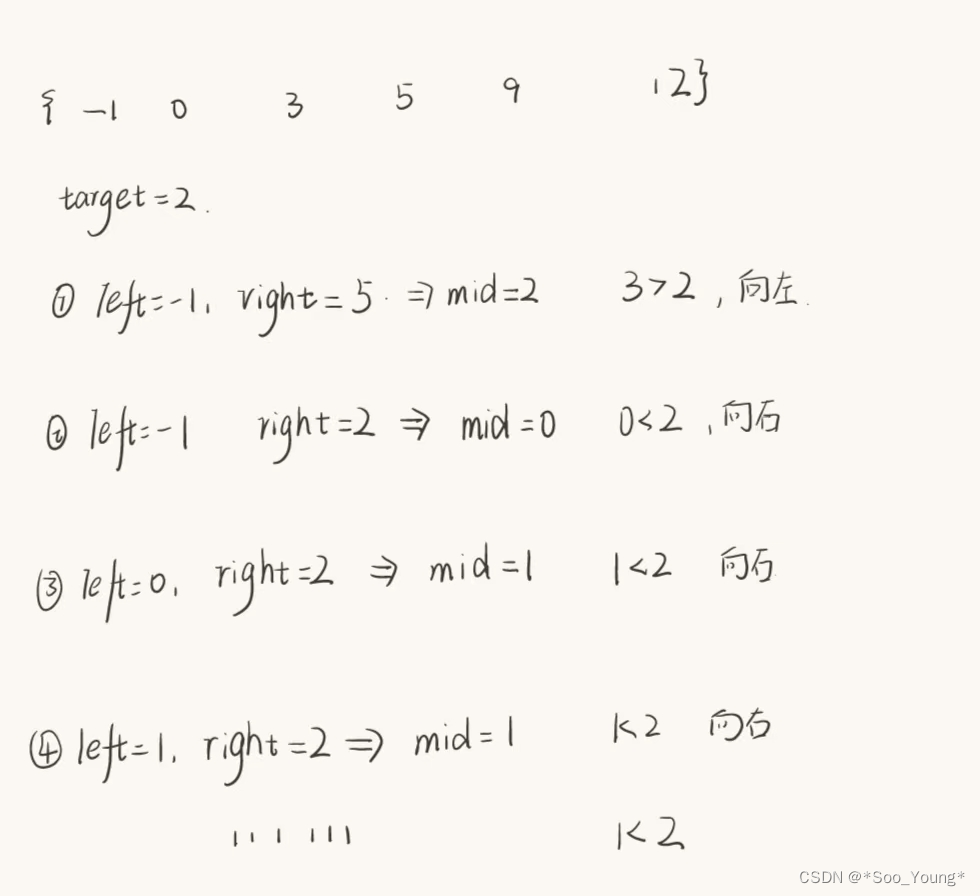 { -1 0 3 5 9 12}
target=2.
① left=-1, right=5. ⇒ mid=2 3>2, 向左.
② left=-1 right=2 ⇒ mid=0 0<2, 向右
③ left=0, right=2 ⇒ mid=1 1<2 向右
④ left=1, right=2 ⇒ mid=1 1<2 向右
ııı ııı 1<2
CSDN @*Soo_Young*